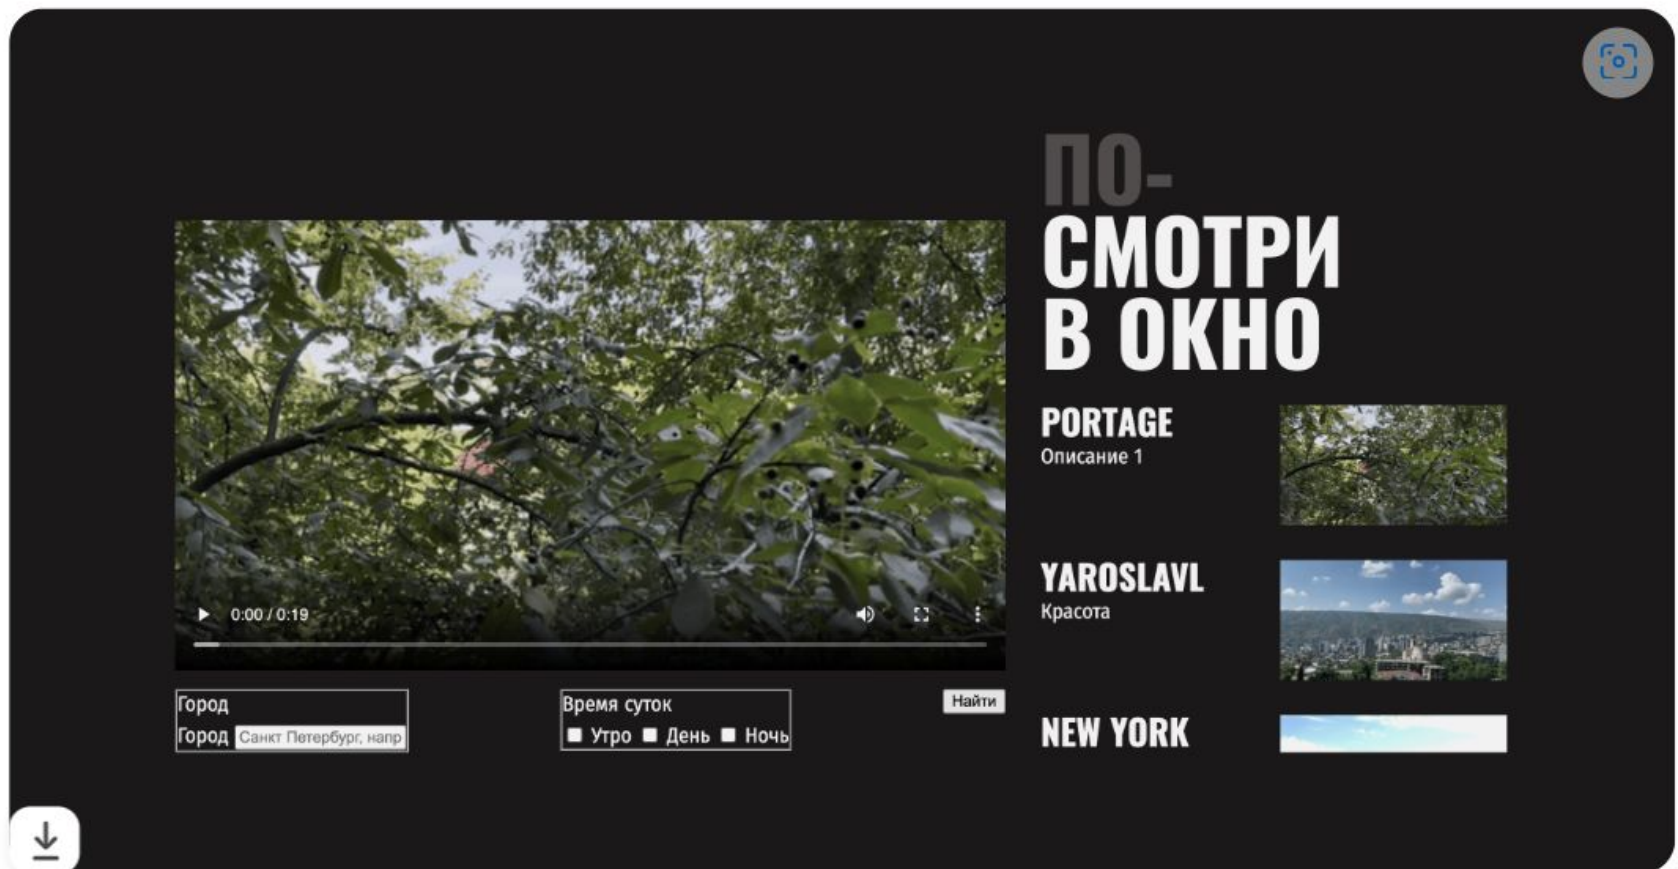 ПО-
СМОТРИ
В ОКНО
0:00 / 0:19
Город
Город Санкт Петербург, напр
Время суток
Утро День Ночь
Найти
PORTAGE
Описание 1
YAROSLAVL
Красота
NEW YORK